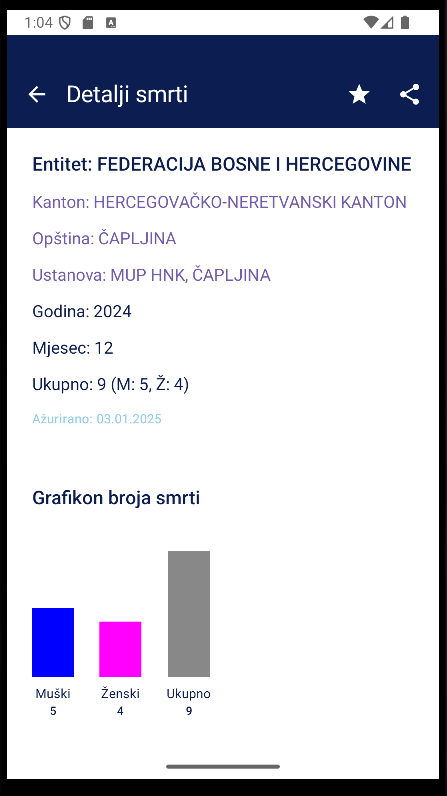 1:04 A
Detalji smrti
Entitet: FEDERACIJA BOSNE I HERCEGOVINE
Kanton: HERCEGOVAČKO-NERETVANSKI KANTON
Opština: ČAPLJINA
Ustanova: MUP HNK, ČAPLJINA
Godina: 2024
Mjesec: 12
Ukupno: 9 (M: 5, Ž: 4)
Ažurirano: 03.01.2025
Grafikon broja smrti
Muški Ženski Ukupno
5 4 9